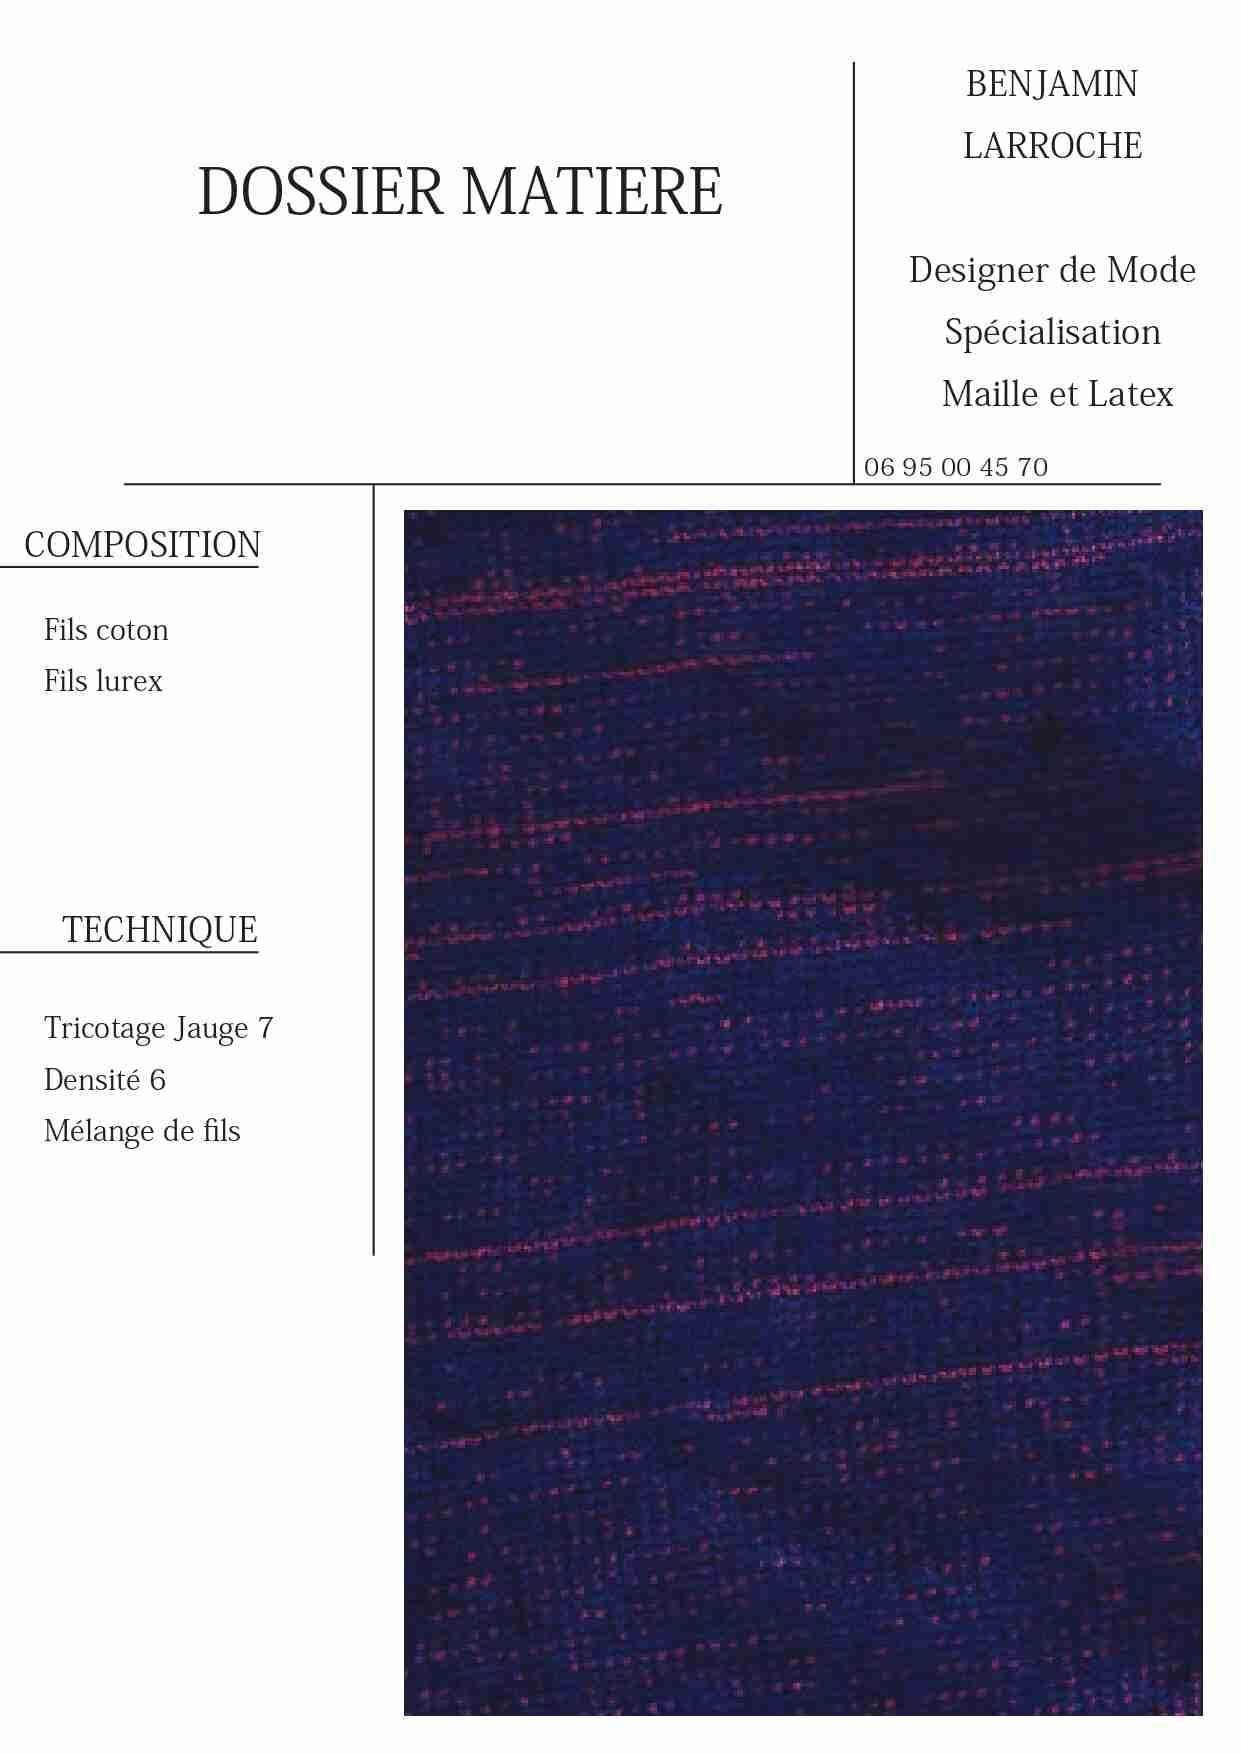 DOSSIER MATIERE
BENJAMIN
LARROCHE
Designer de Mode
Spécialisation
Maille et Latex
06 95 00 45 70
COMPOSITION
Fils coton
Fils lurex
TECHNIQUE
Tricotage Jauge 7
Densité 6
Mélange de fils